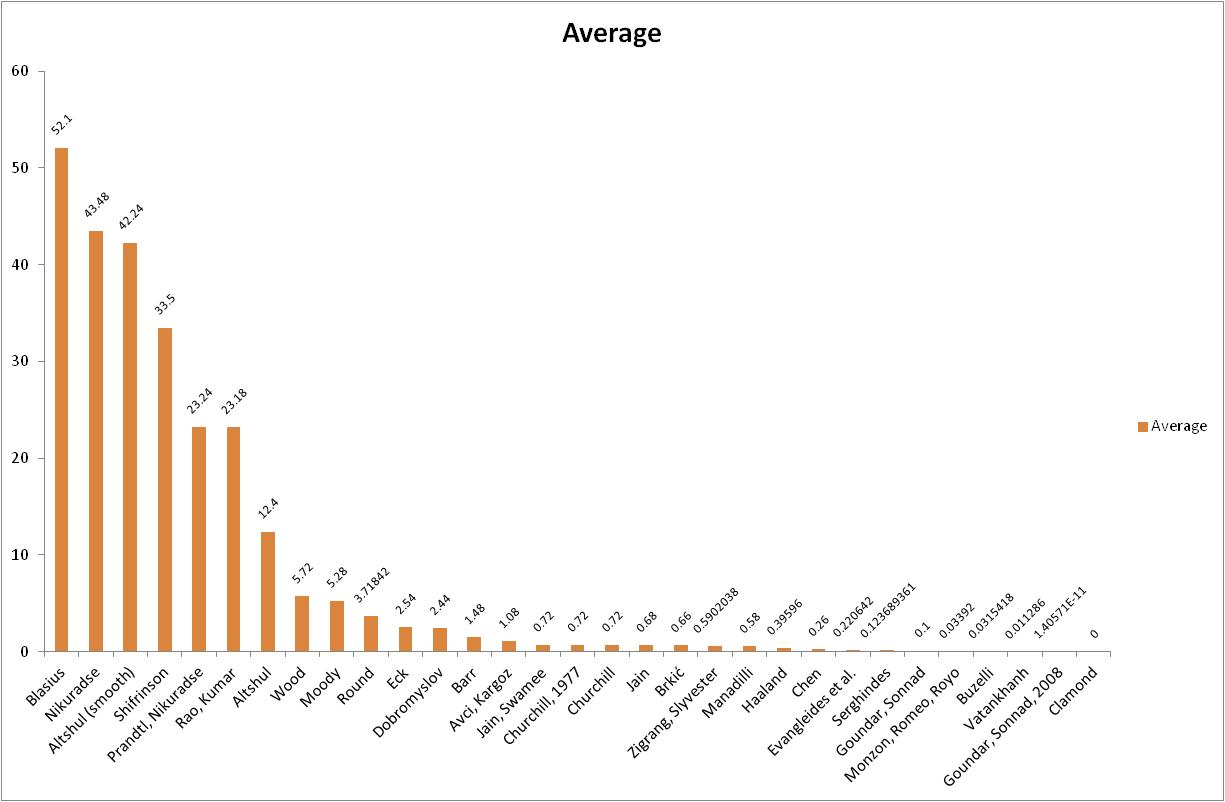 Average
60
50
40
30
20
10
0
52.1
43.48
42.24
33.5
23.24
23.18
12.4
5.72
5.28
3.71842
2.54
2.44
1.48
1.08
0.72
0.72
0.72
0.68
0.66
0.5902038
0.58
0.39596
0.26
0.220642
0.123689361
0.1
0.03392
0.0315418
0.011286
1.40571E-11
0
Blasius
Nikuradse
Altshul (smooth)
Shifrinson
Prandtl, Nikuradse
Rao, Kumar
Altshul
Wood
Moody
Round
Eck
Dobromyslov
Barr
Avci, Kargoz
Jain, Swamee
Churchill, 1977
Churchill
Jain
Brkić
Zigrang, Slyvester
Manadilli
Haaland
Chen
Evangleides et al.
Serghindes
Goundar, Sonnad
Monzon, Romeo, Royo
Buzelli
Vatankhanh
Goundar, Sonnad, 2008
Clamond
Average